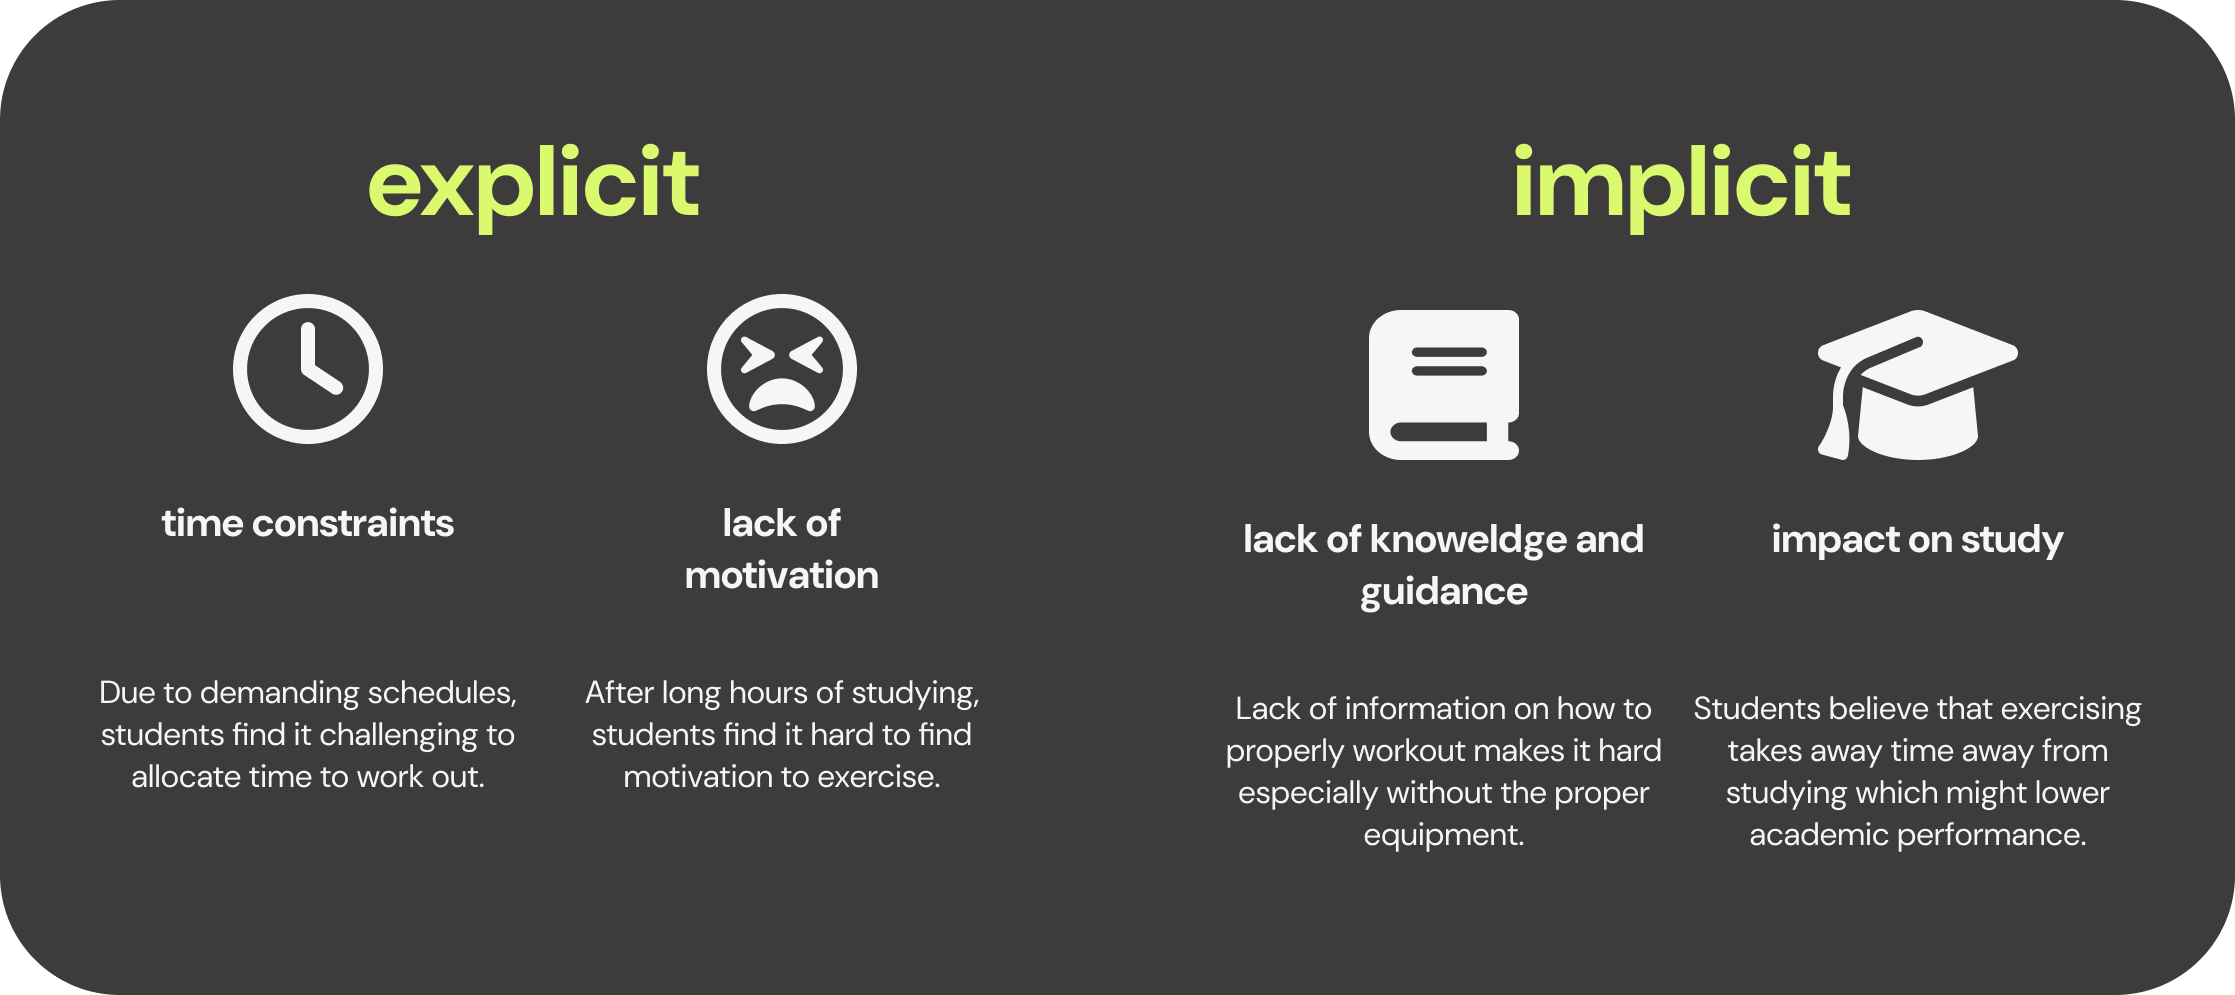 explicit
time constraints
Due to demanding schedules,
students find it challenging to
allocate time to work out.
lack of
motivation
After long hours of studying,
students find it hard to find
motivation to exercise.
implicit
lack of knoweldge and
guidance
Lack of information on how to
properly workout makes it hard
especially without the proper
equipment.
impact on study
Students believe that exercising
takes away time away from
studying which might lower
academic performance.